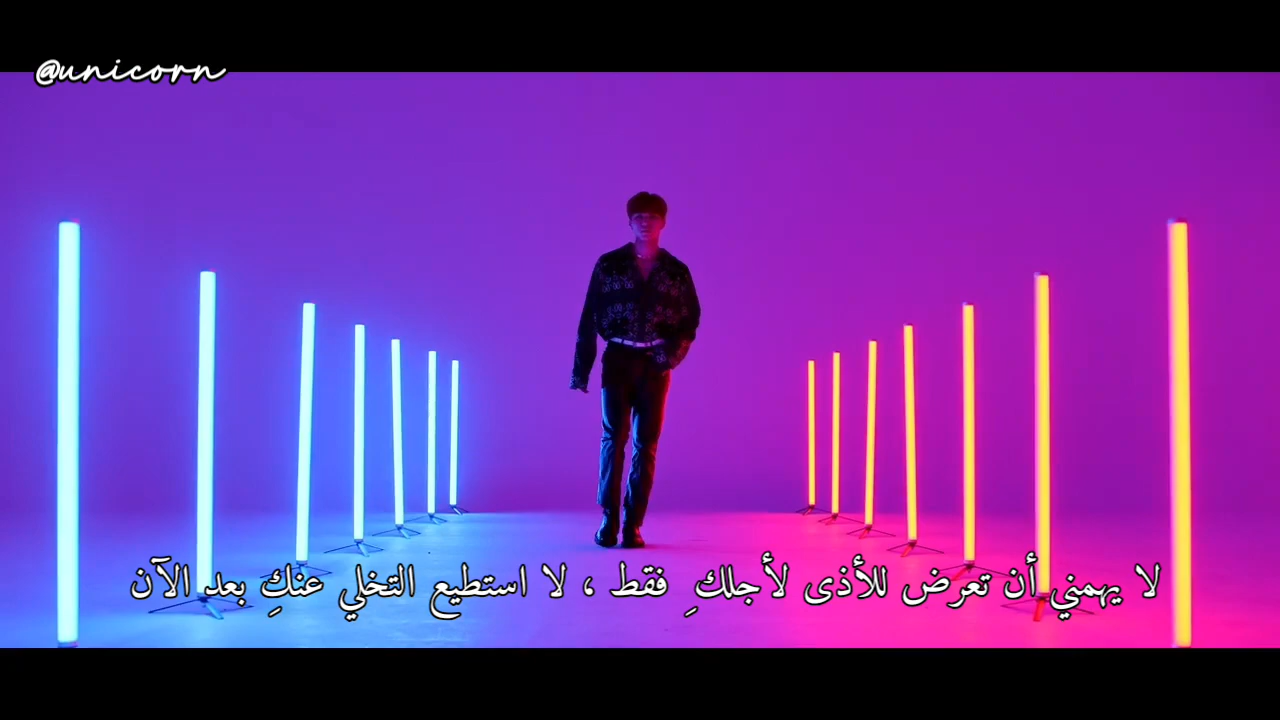 @unicorn
لا يهمني أن تعرض للأذى لأجلكِ فقط ، لا استطيع التخلي عنكِ بعد الآن